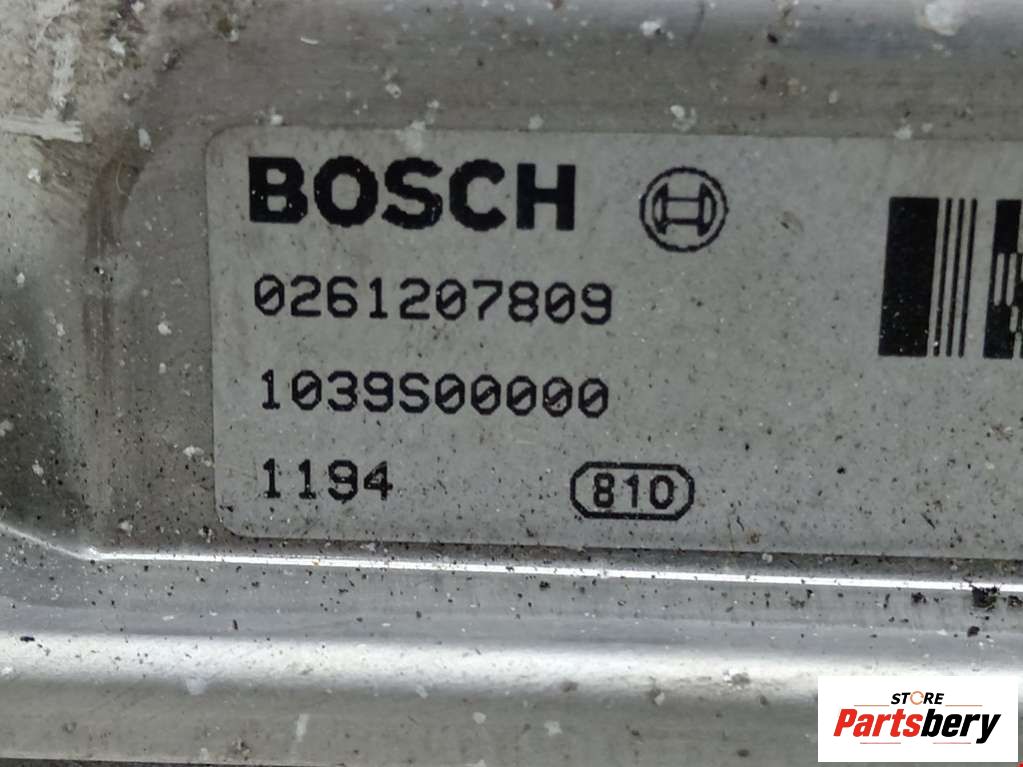 BOSCH
0261207809
1039S00000
1194
810
STORE
Partsbery